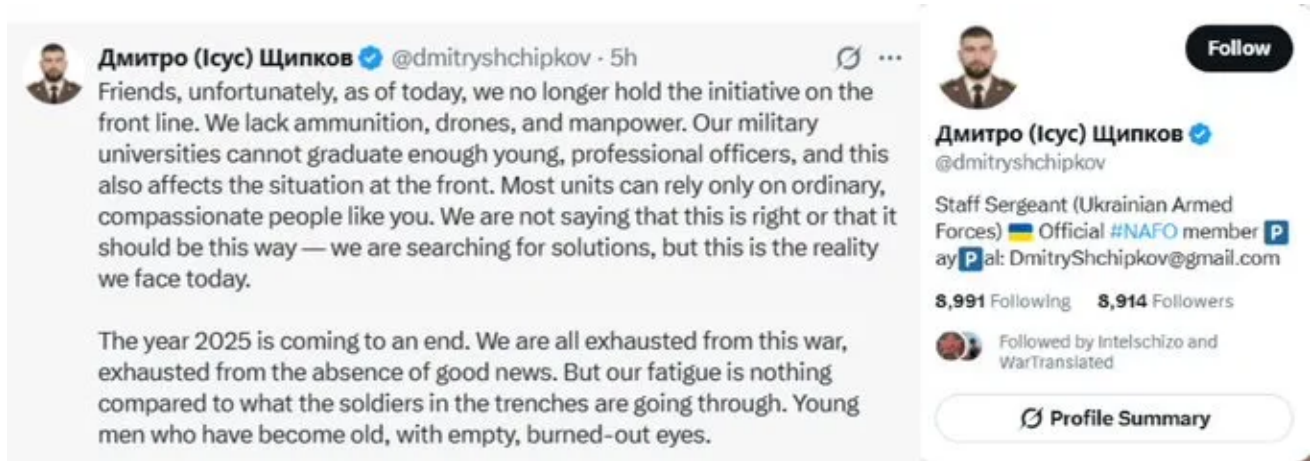 Дмитро (Ісус) Щипков @dmitryshchipkov · 5h
Friends, unfortunately, as of today, we no longer hold the initiative on the
front line. We lack ammunition, drones, and manpower. Our military
universities cannot graduate enough young, professional officers, and this
also affects the situation at the front. Most units can rely only on ordinary,
compassionate people like you. We are not saying that this is right or that it
should be this way — we are searching for solutions, but this is the reality
we face today.
The year 2025 is coming to an end. We are all exhausted from this war,
exhausted from the absence of good news. But our fatigue is nothing
compared to what the soldiers in the trenches are going through. Young
men who have become old, with empty, burned-out eyes.
Follow
Дмитро (Ісус) Щипков
@dmitryshchipkov
Staff Sergeant (Ukrainian Armed
Forces) 🇺🇦 Official #NAFO member 🅿
ay🅿al: DmitryShchipkov@gmail.com
8,991 Following 8,914 Followers
Followed by Intelschizo and
WarTranslated
Profile Summary